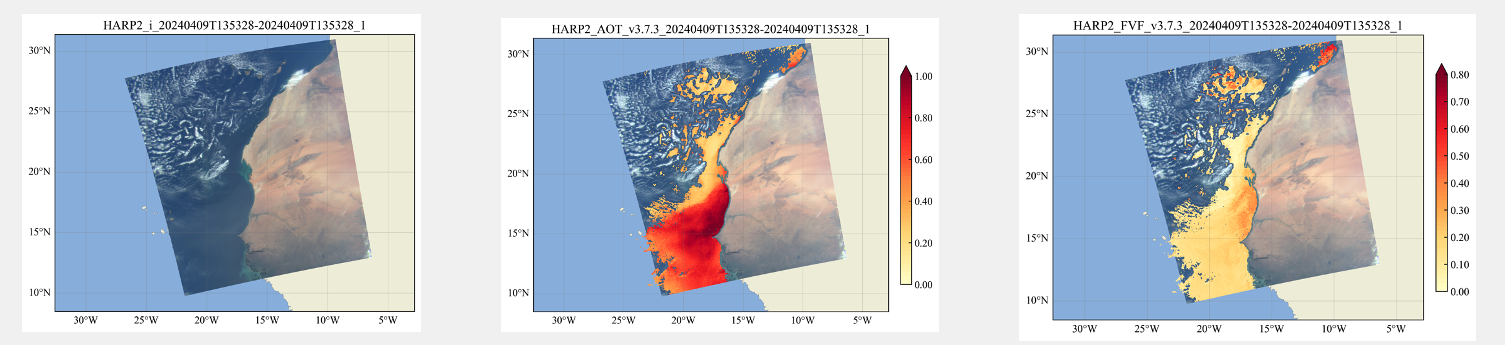 HARP2_i_20240409T135328-20240409T135328_1
30°N
25°N
20°N
15°N
10°N
30°W
25°W
20°W
15°W
10°W
5°W
HARP2_AOT_v3.7.3_20240409T135328-20240409T135328_1
30°N
25°N
20°N
15°N
10°N
30°W
25°W
20°W
15°W
10°W
5°W
1.00
0.80
0.60
0.40
0.20
0.00
HARP2_FVF_v3.7.3_20240409T135328-20240409T135328_1
30°N
25°N
20°N
15°N
10°N
30°W
25°W
20°W
15°W
10°W
5°W
0.80
0.70
0.60
0.50
0.40
0.30
0.20
0.10
0.00